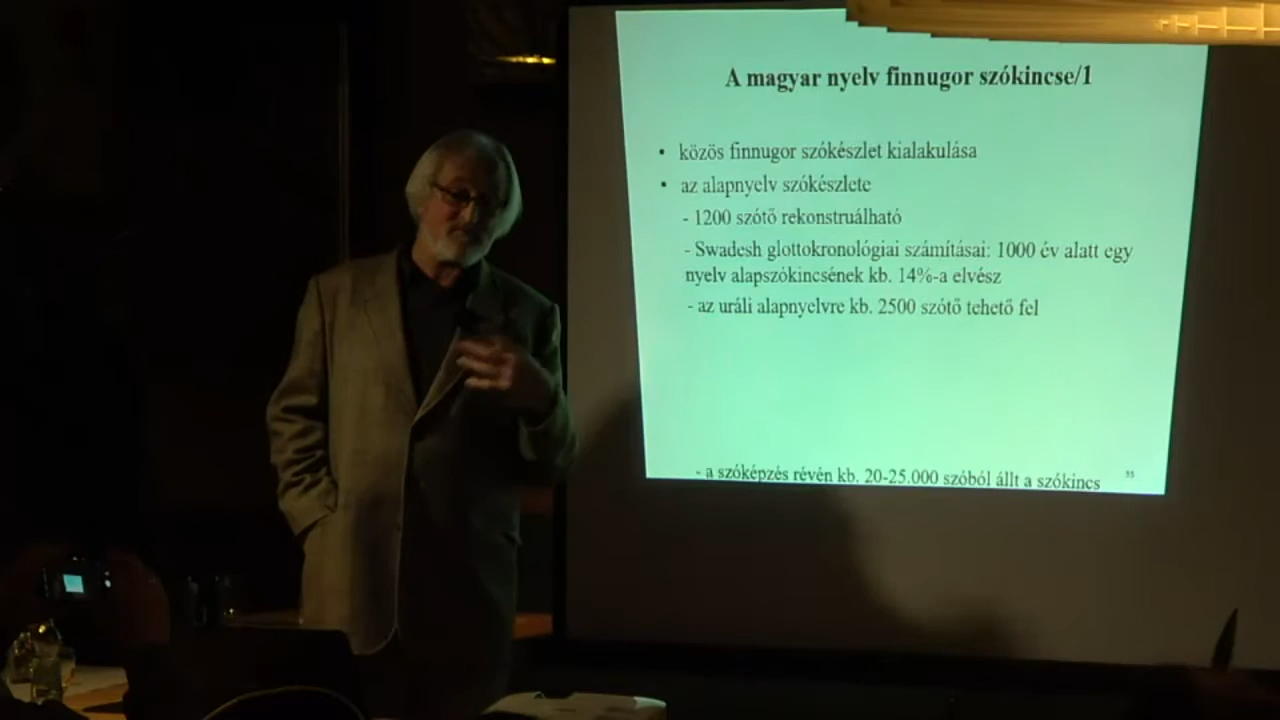 A magyar nyelv finnugor szókincse/1
• közös finnugor szókészlet kialakulása
• az alapnyelv szókészlete
- 1200 szótő rekonstruálható
- Swadesh glottokronológiai számításai: 1000 év alatt egy
nyelv alapszókincsének kb. 14%-a elvész
- az uráli alapnyelvre kb. 2500 szótő tehető fel
- a szóképzés révén kb. 20-25.000 szóból állt a szókincs